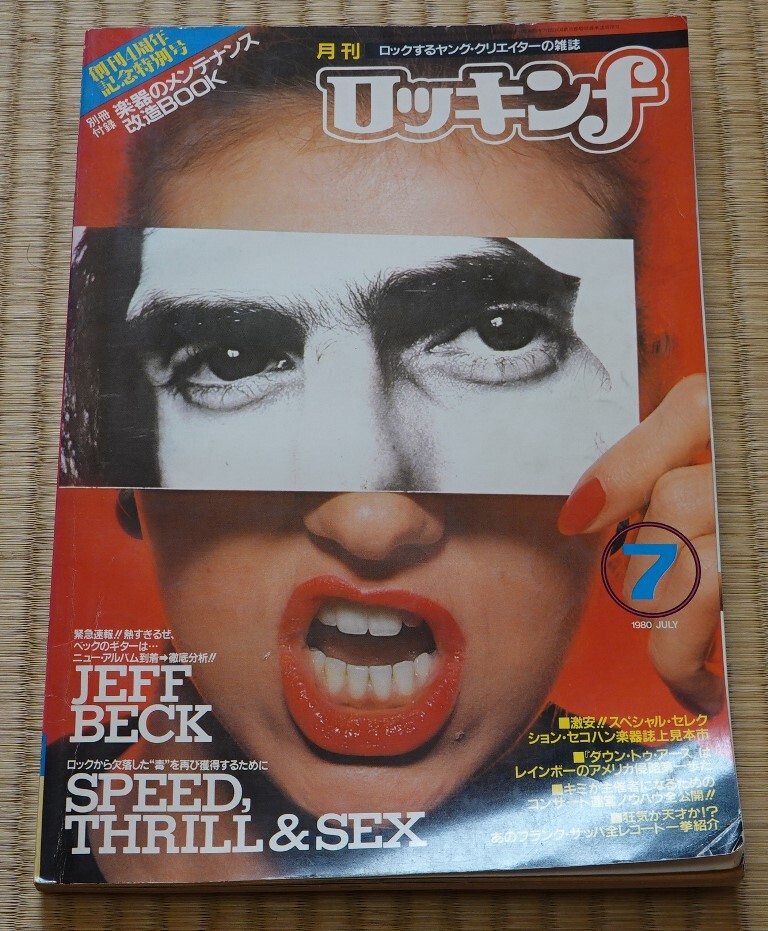 創刊4周年
記念特別号
別冊
付録
楽器のメンテナンス
改造BOOK
月刊
ロックするヤング・クリエイターの雑誌
ロッキンf
7
1980 JULY
緊急速報!!熱すぎるぜ、
ベックのギターは…
ニュー・アルバム到着➡徹底分析!!
JEFF
BECK
ロックから欠落した“毒”を再び獲得するために
SPEED,
THRILL & SEX
■激安!!スペシャル・セレク
ション・セコハン楽器誌上見本市
■『ダウン・トゥ・アース』は
レインボーのアメリカ侵略第一弾だ
■キミが主催者になるための
コンサート運営ノウハウ全公開!!
■狂気か天才か!?
あのフランク・ザッパ全レコード一挙紹介